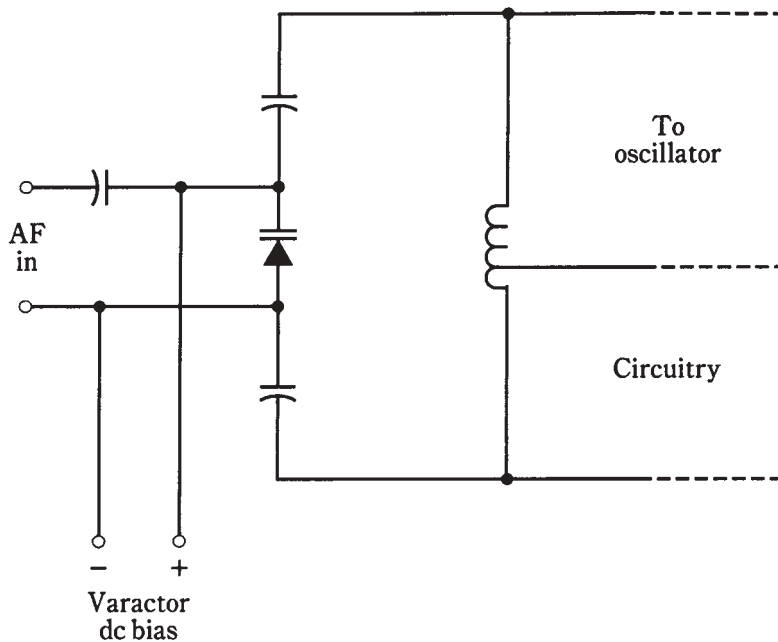 To
oscillator
AF
in
Circuitry
– +
Varactor
dc bias